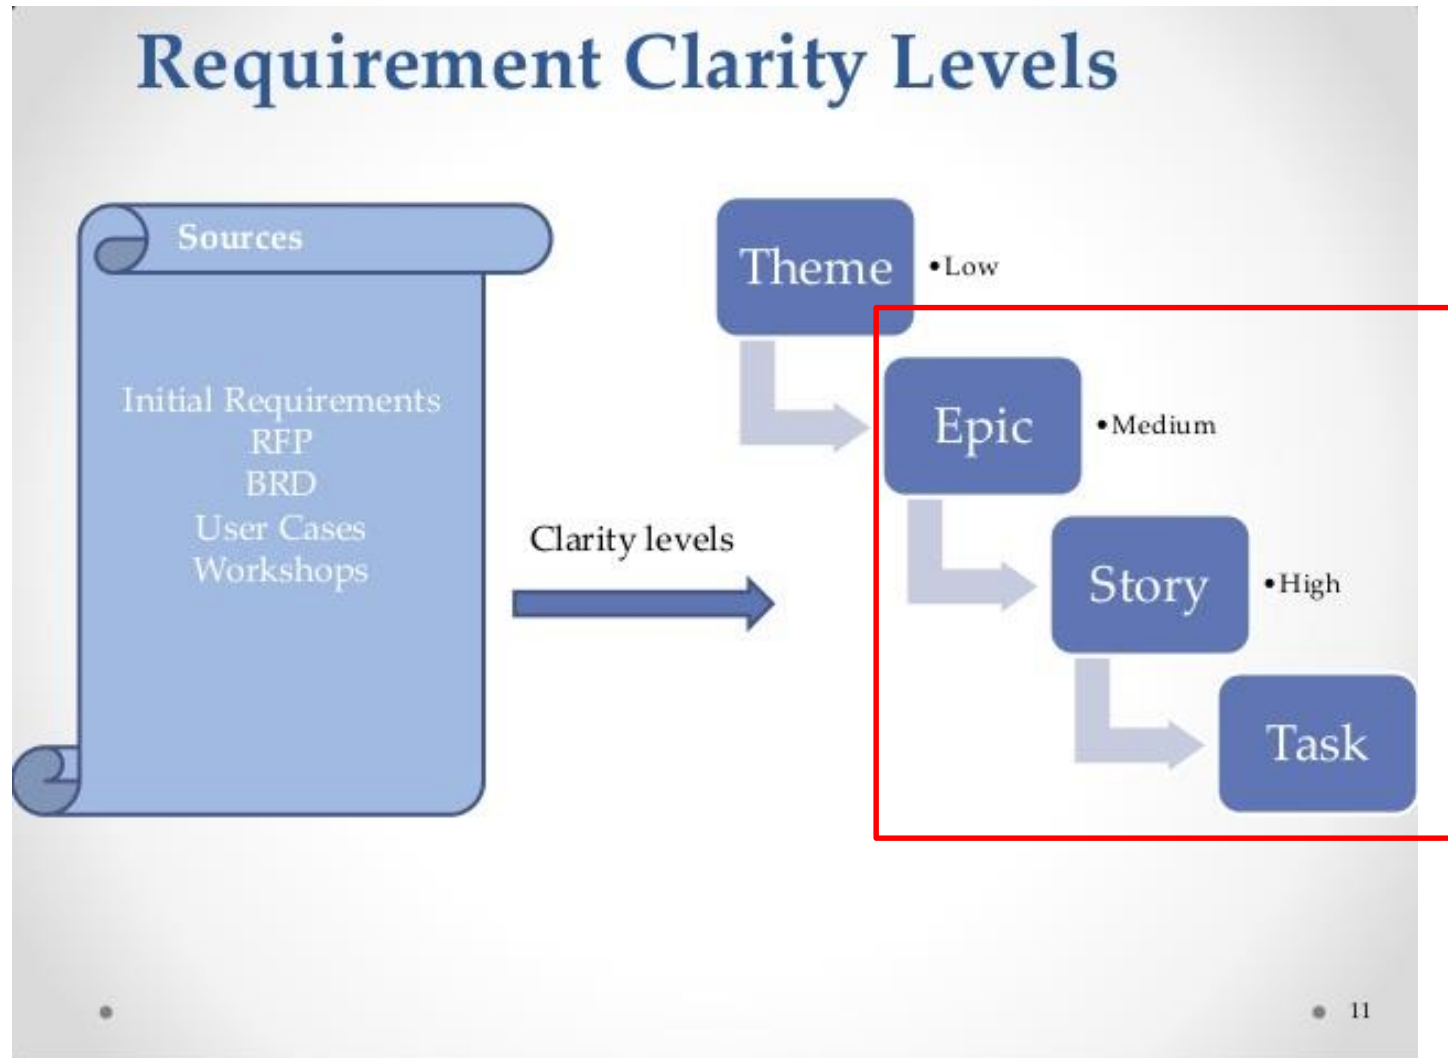 Requirement Clarity Levels
Sources
Initial Requirements
RFP
BRD
User Cases
Workshops
Clarity levels
Theme
•Low
Epic
•Medium
Story
•High
Task
11